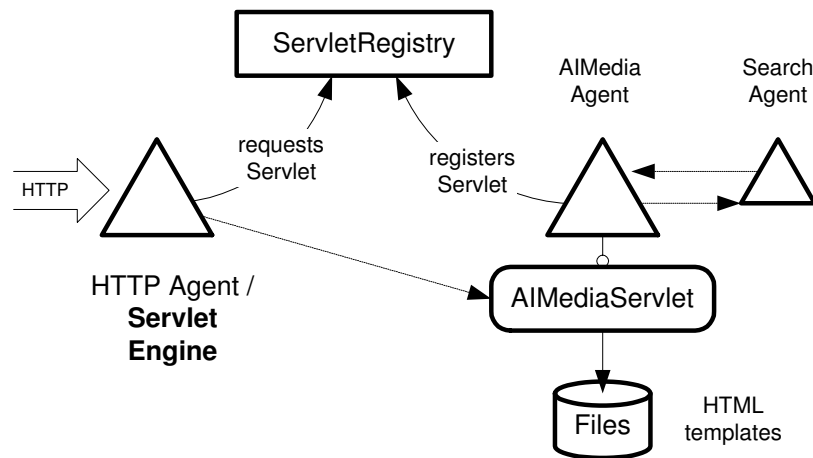 ServletRegistry
AIMedia
Agent
Search
Agent
requests
Servlet
registers
Servlet
HTTP
HTTP Agent /
Servlet
Engine
AIMediaServlet
Files
HTML
templates